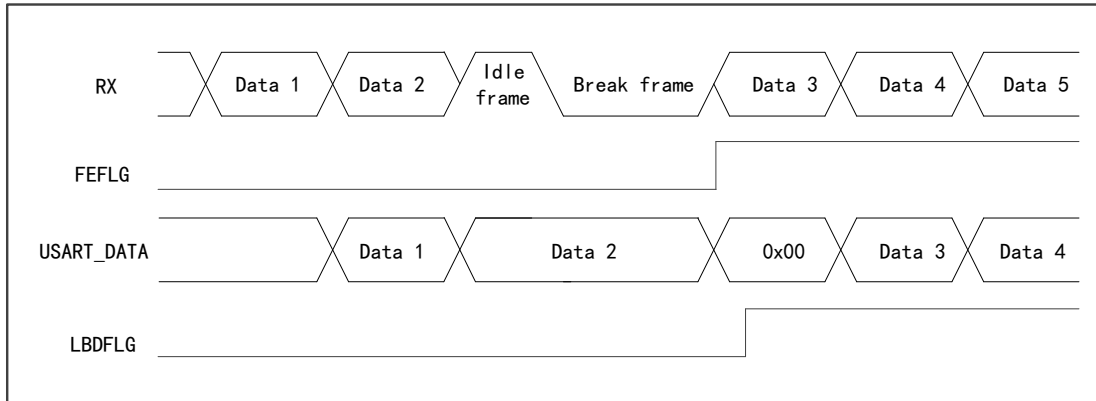 RX Data 1 Data 2 Idle frame Break frame Data 3 Data 4 Data 5
FEFLG
USART_DATA Data 1 Data 2 0x00 Data 3 Data 4
LBDFLG